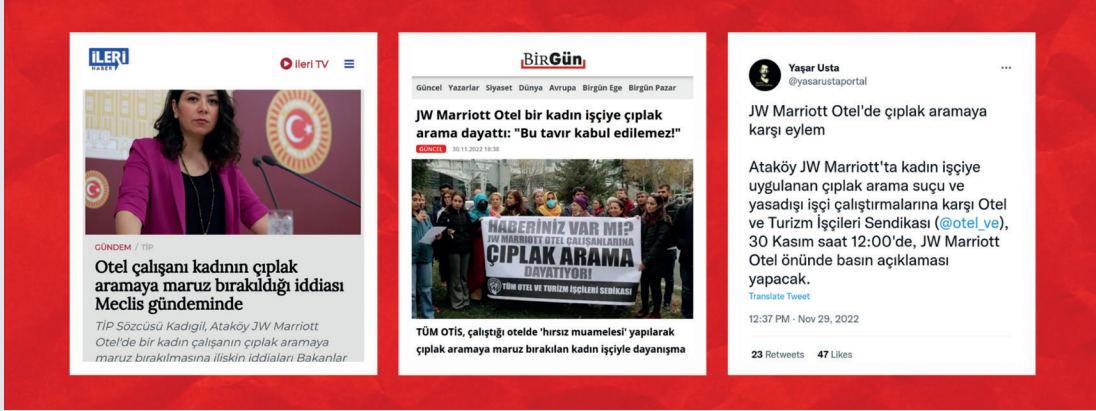 iLERi
HABER
ileri TV
GÜNDEM / TİP
Otel çalışanı kadının çıplak
aramaya maruz bırakıldığı iddiası
Meclis gündeminde
TİP Sözcüsü Kadıgil, Ataköy JW Marriott
Otel'de bir kadın çalışanın çıplak aramaya
maruz bırakılmasına ilişkin iddiaları Bakanlar
BirGün
Güncel Yazarlar Siyaset Dünya Avrupa Birgün Ege Birgün Pazar
JW Marriott Otel bir kadın işçiye çıplak
arama dayattı: "Bu tavır kabul edilemez!"
GÜNCEL 30.11.2022 18:38
HABERİNİZ VAR MI?
JW MARRIOTT OTEL ÇALIŞANLARINA
ÇIPLAK ARAMA
DAYATIYOR!
TÜM OTEL VE TURİZM İŞÇİLERİ SEDİKASI
TÜM OTİS, çalıştığı otelde 'hırsız muamelesi' yapılarak
çıplak aramaya maruz bırakılan kadın işçiyle dayanışma
Yaşar Usta
@yasarustaportal
JW Marriott Otel'de çıplak aramaya
karşı eylem
Ataköy JW Marriott'ta kadın işçiye
uygulanan çıplak arama suçu ve
yasadışı işçi çalıştırmalarına karşı Otel
ve Turizm İşçileri Sendikası (@otel_ve),
30 Kasım saat 12:00'de, JW Marriott
Otel önünde basın açıklaması
yapacak.
Translate Tweet
12:37 PM · Nov 29, 2022
23 Retweets 47 Likes